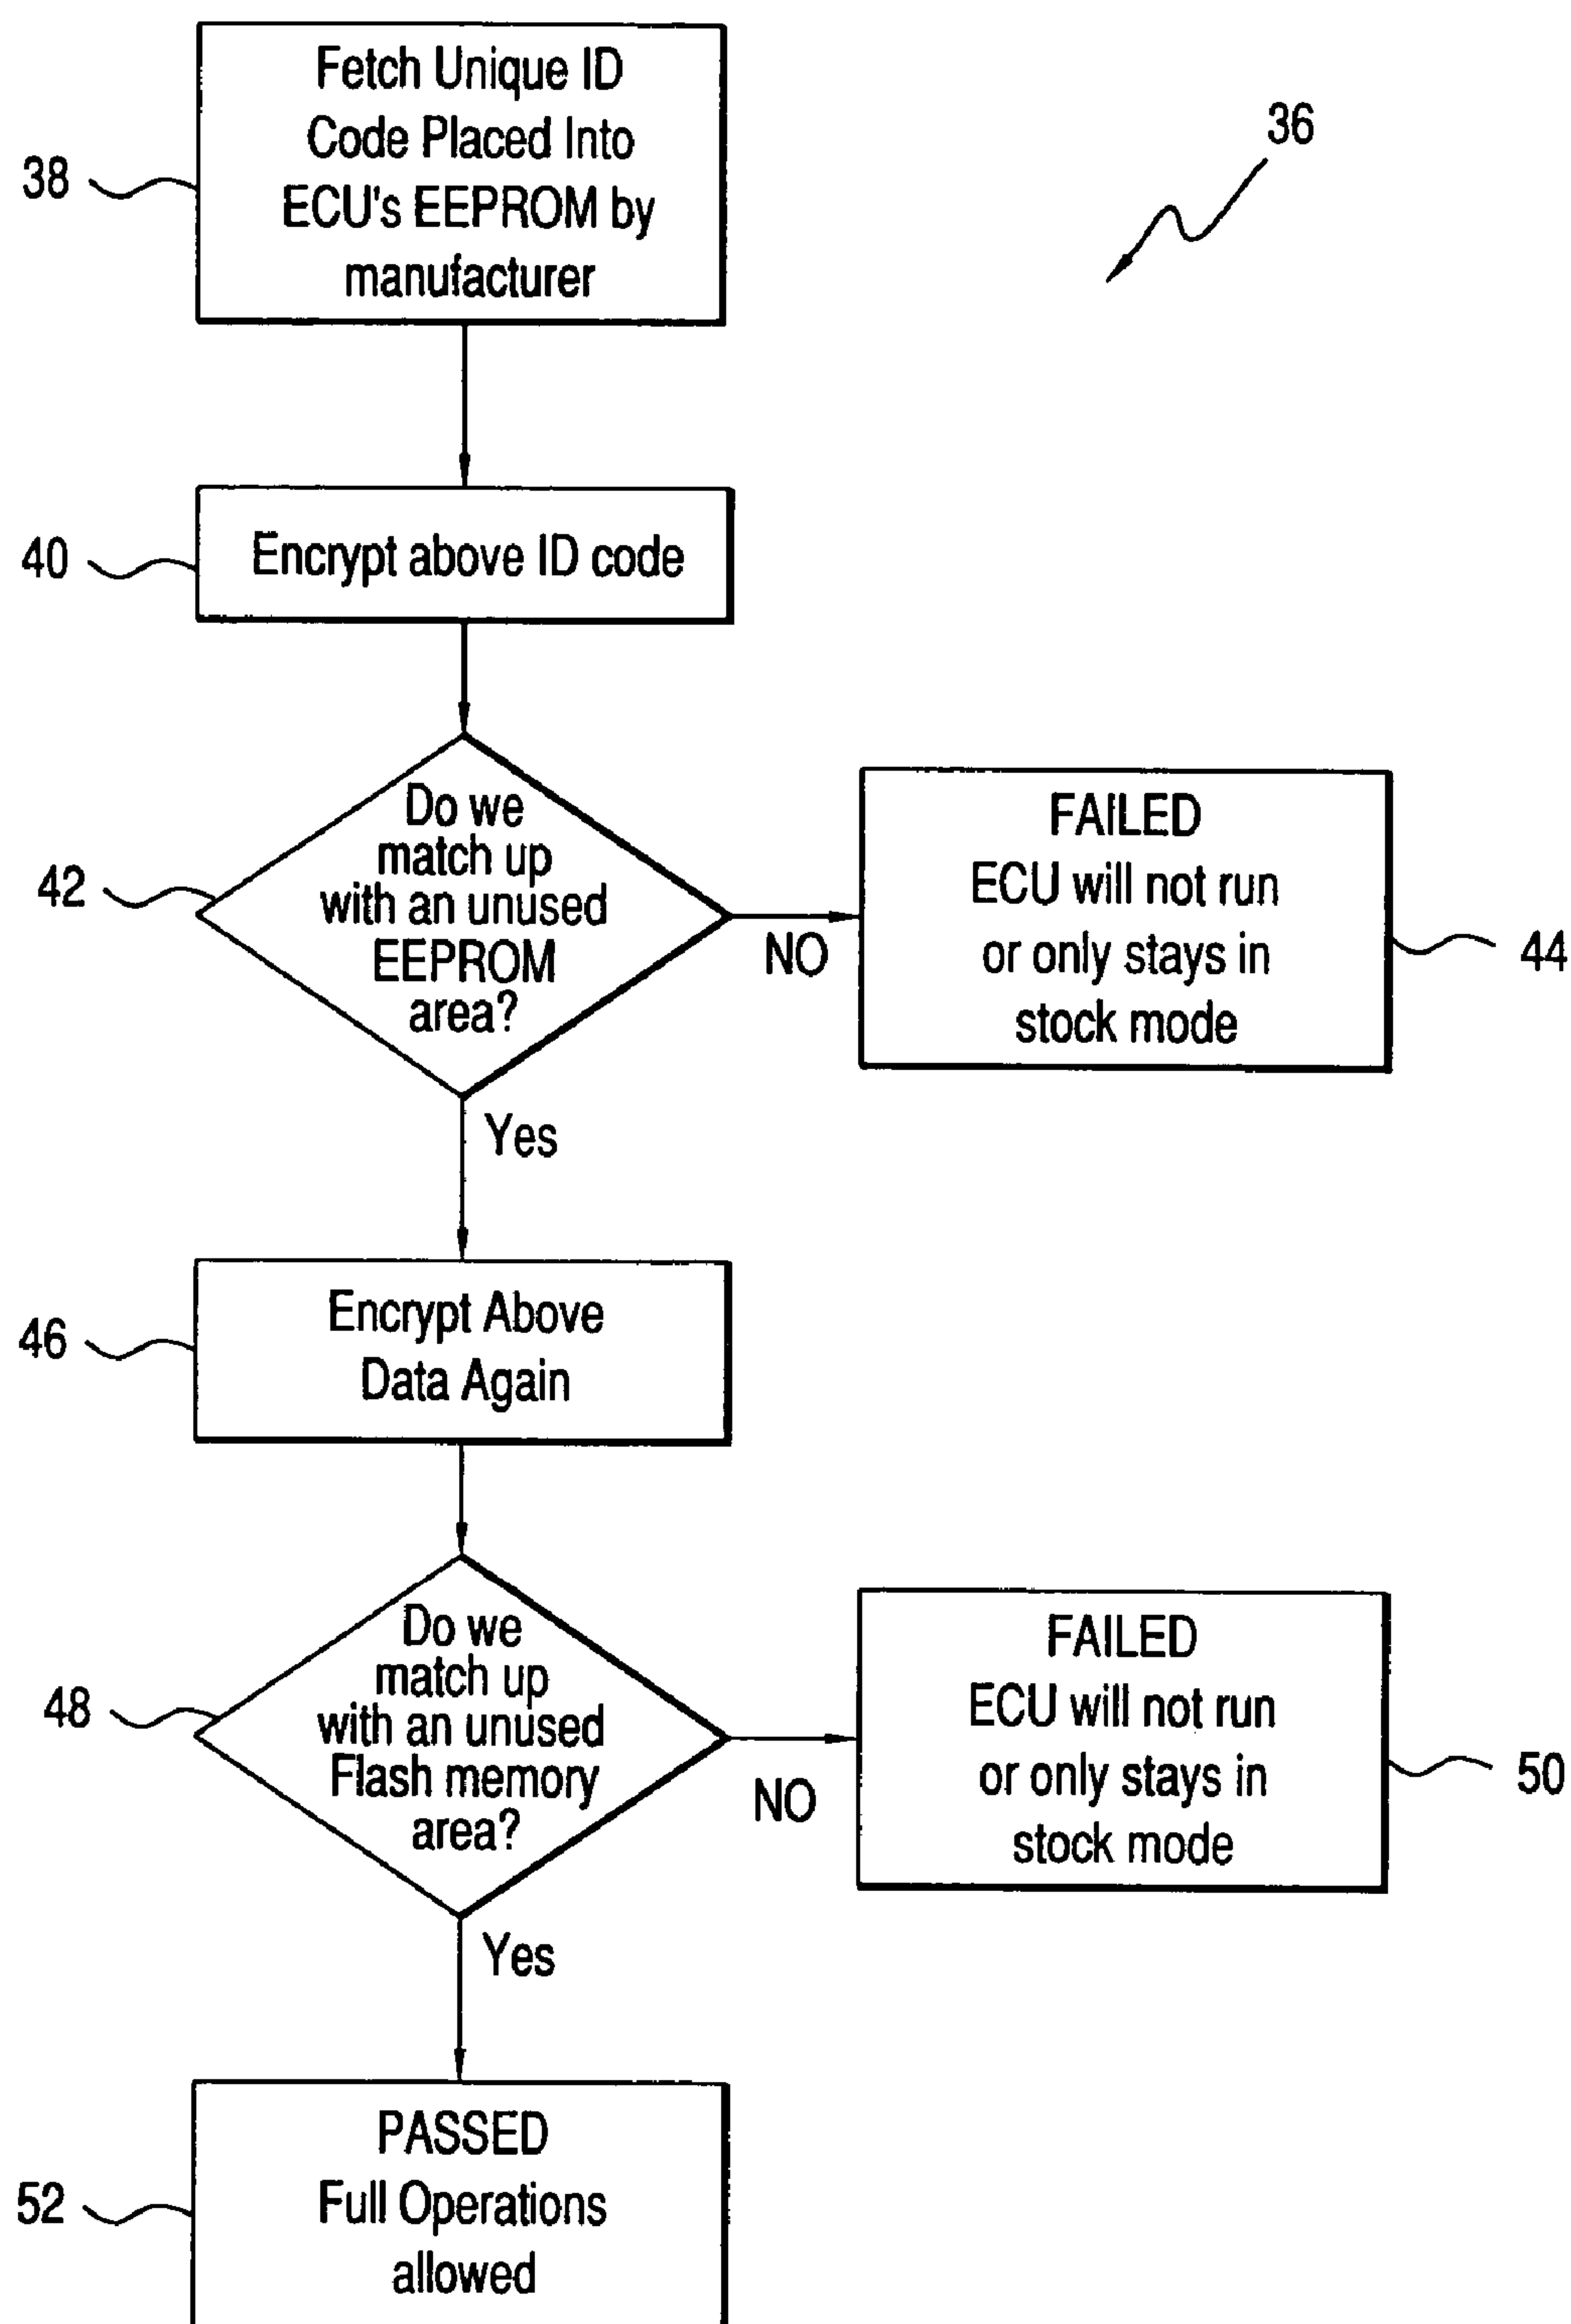 Fetch Unique ID
Code Placed Into
ECU's EEPROM by
manufacturer
38
36
Encrypt above ID code
40
Do we
match up
with an unused
EEPROM
area?
42
NO
FAILED
ECU will not run
or only stays in
stock mode
44
Yes
Encrypt Above
Data Again
46
Do we
match up
with an unused
Flash memory
area?
48
NO
FAILED
ECU will not run
or only stays in
stock mode
50
Yes
PASSED
Full Operations
allowed
52